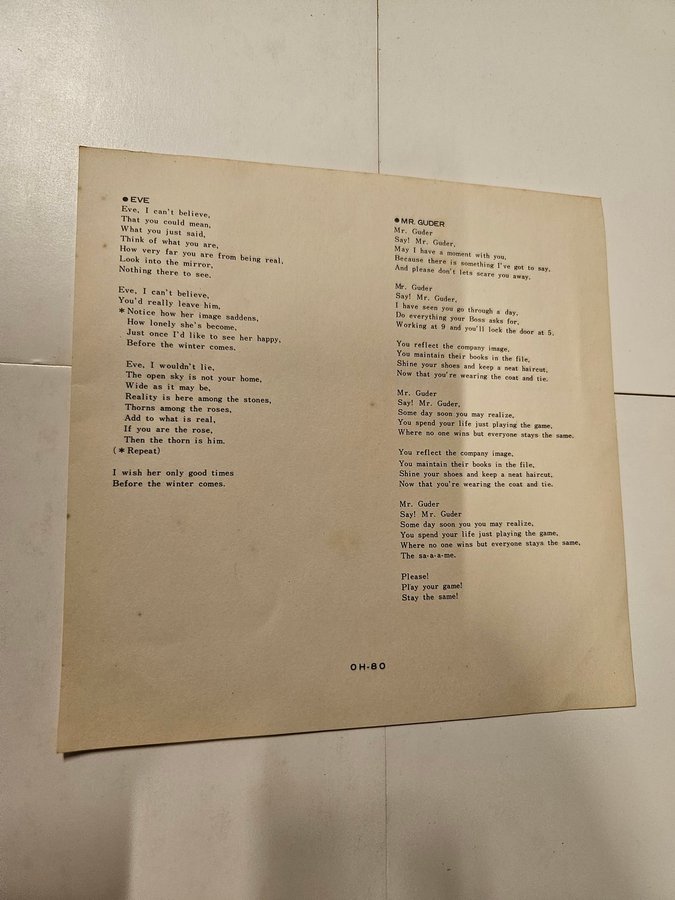 ●EVE
Eve, I can't believe,
That you could mean,
What you just said,
Think of what you are,
How very far you are from being real,
Look into the mirror,
Nothing there to see.
Eve, I can't believe,
You'd really leave him,
*Notice how her image saddens,
How lonely she's become,
Just once I'd like to see her happy,
Before the winter comes.
Eve, I wouldn't lie,
The open sky is not your home,
Wide as it may be,
Reality is here among the stones,
Thorns among the roses,
Add to what is real,
If you are the rose,
Then the thorn is him.
(*Repeat)
I wish her only good times
Before the winter comes.
●MR. GUDER
Mr. Guder
Say! Mr. Guder,
May I have a moment with you,
Because there is something I've got to say,
And please don't lets scare you away.
Mr. Guder
Say! Mr. Guder,
I have seen you go through a day,
Do everything your Boss asks for,
Working at 9 and you'll lock the door at 5.
You reflect the company image,
You maintain their books in the file,
Shine your shoes and keep a neat haircut,
Now that you're wearing the coat and tie.
Mr. Guder
Say! Mr. Guder,
Some day soon you may realize,
You spend your life just playing the game,
Where no one wins but everyone stays the same.
You reflect the company image,
You maintain their books in the file,
Shine your shoes and keep a neat haircut,
Now that you're wearing the coat and tie.
Mr. Guder
Say! Mr. Guder
Some day soon you you may realize,
You spend your life just playing the game,
Where no one wins but everyone stays the same,
The sa-a-a-me.
Please!
Play your game!
Stay the same!
OH-80